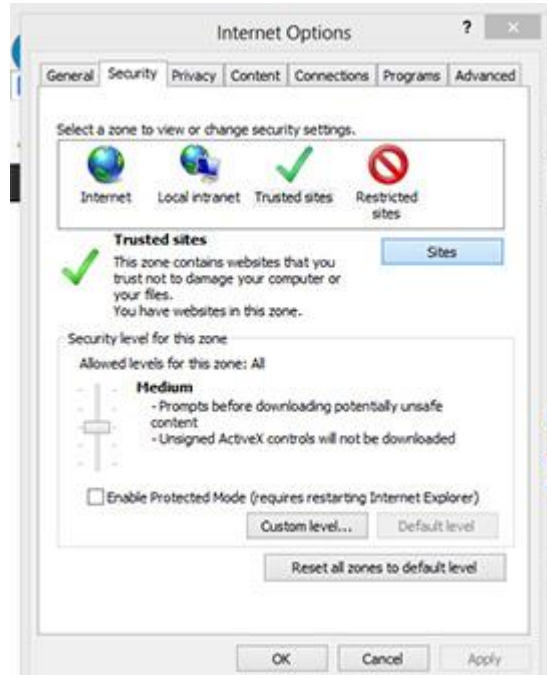 Internet Options
?
General Security Privacy Content Connections Programs Advanced
Select a zone to view or change security settings.
Internet Local intranet Trusted sites Restricted
sites
Trusted sites
Sites
This zone contains websites that you
trust not to damage your computer or
your files.
You have websites in this zone.
Security level for this zone
Allowed levels for this zone: All
Medium
- Prompts before downloading potentially unsafe
content
- Unsigned ActiveX controls will not be downloaded
Enable Protected Mode (requires restarting Internet Explorer)
Custom level... Default level
Reset all zones to default level
OK Cancel Apply